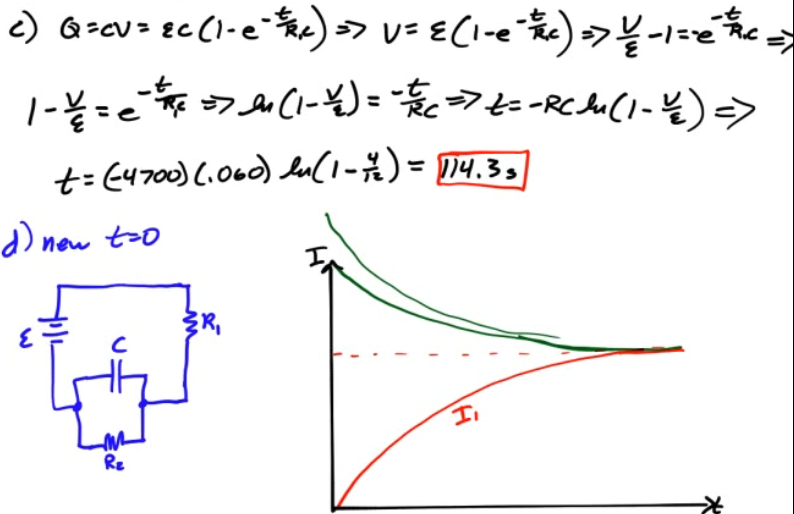 c) Q=CV= εC(1-e^{-t/R₁C}) => V= ε(1-e^{-t/R₁C}) => V/ε -1=-e^{-t/R₁C} =>
1-V/ε = e^{-t/R₁C} => ln(1-V/ε) = -t/RC => t=-RC ln(1-V/ε) =>
t= (-4700)(.060) ln(1-4/12) = 114.3 s
d) new t=0
I
ε
C
R₁
R₂
I₁
t